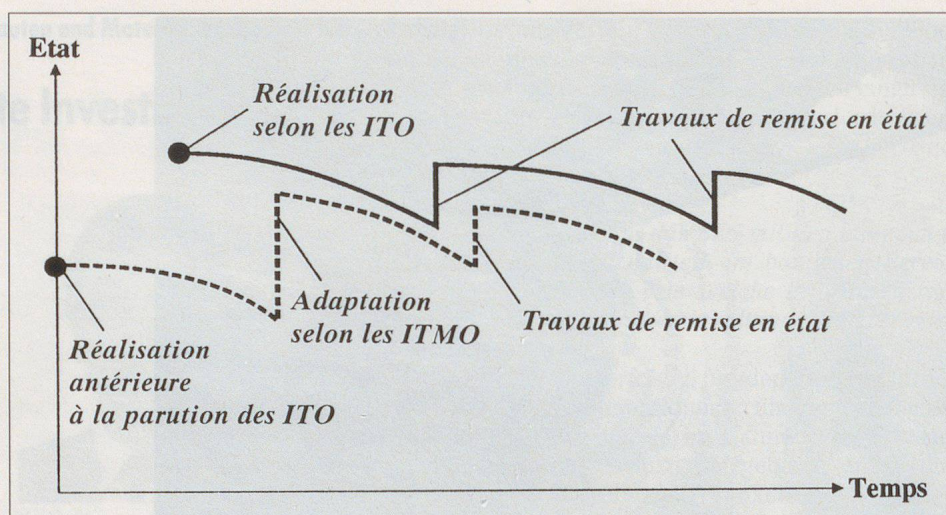 Etat
Réalisation
selon les ITO
Travaux de remise en état
Adaptation
selon les ITMO
Travaux de remise en état
Réalisation
antérieure
à la parution des ITO
Temps